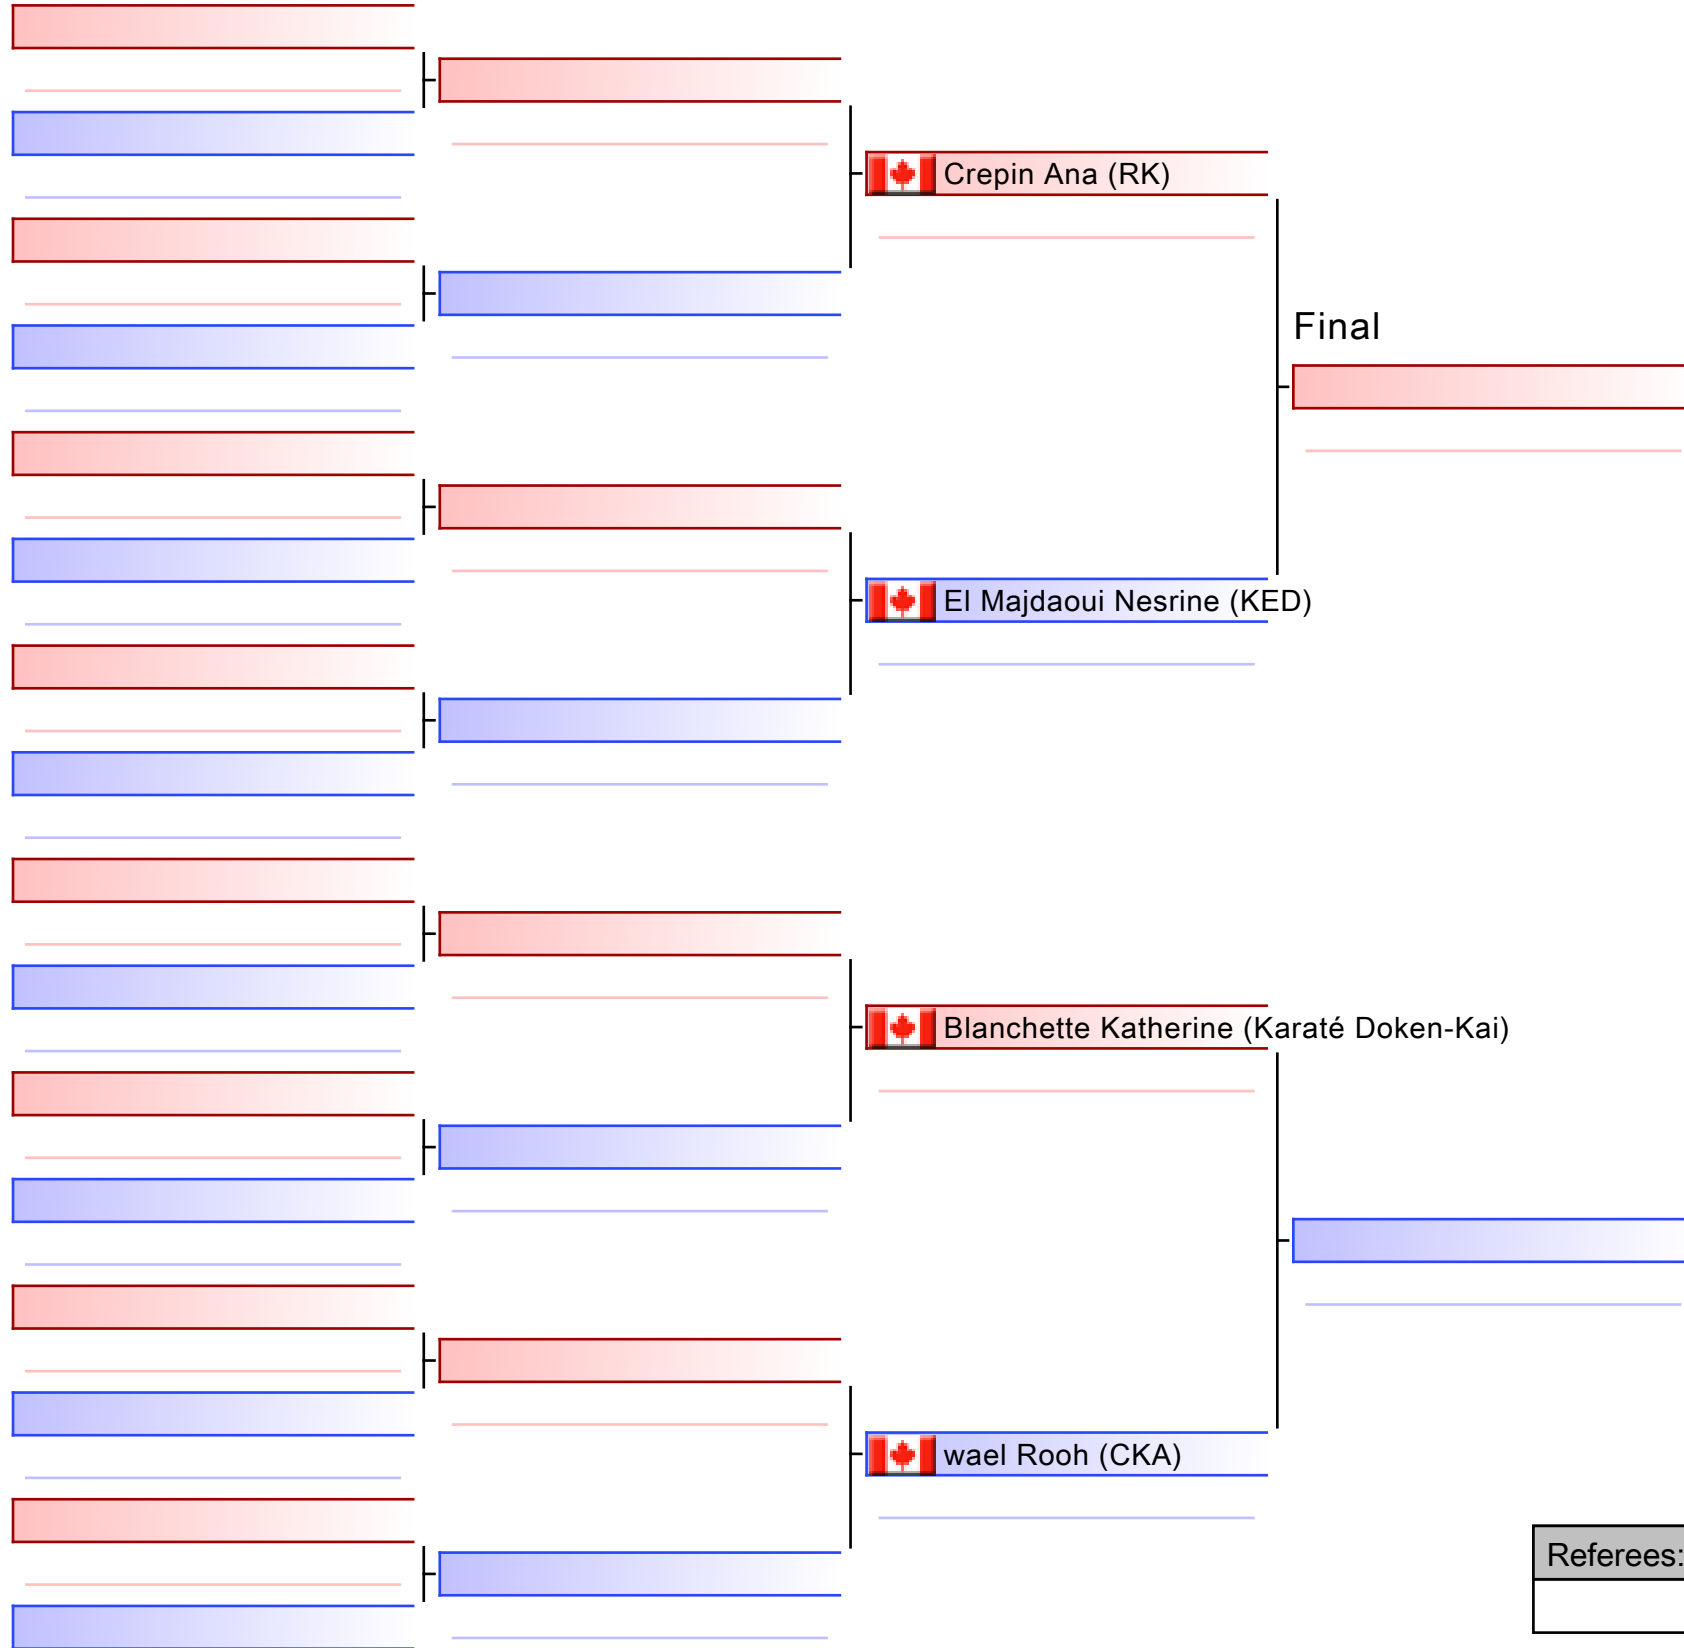 Crepin Ana (RK)
Final
El Majdaoui Nesrine (KED)
Blanchette Katherine (Karaté Doken-Kai)
wael Rooh (CKA)
Referees: